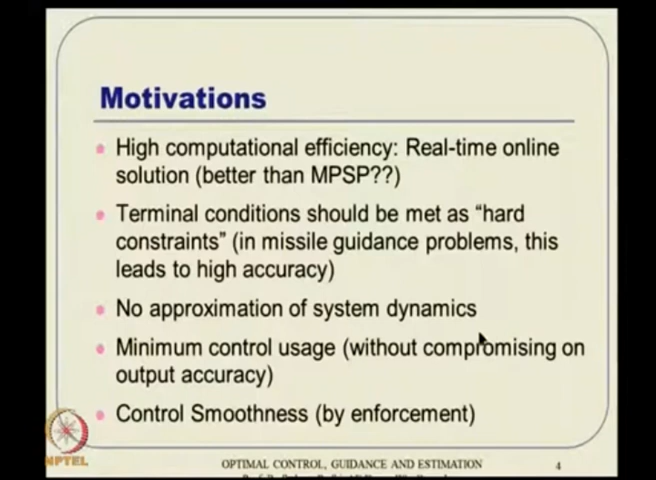 Motivations
High computational efficiency: Real-time online
solution (better than MPSP??)
Terminal conditions should be met as “hard
constraints” (in missile guidance problems, this
leads to high accuracy)
No approximation of system dynamics
Minimum control usage (without compromising on
output accuracy)
Control Smoothness (by enforcement)
NPTEL
OPTIMAL CONTROL, GUIDANCE AND ESTIMATION
4